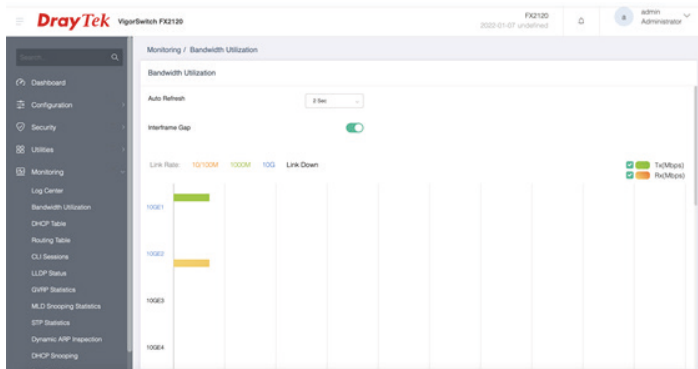 DrayTek VigorSwitch FX2120
FX2120
2022-01-07 undefined
a
admin
Administrator
Search...
Dashboard
Configuration
Security
Utilities
Monitoring
Log Center
Bandwidth Utilization
DHCP Table
Routing Table
CLI Sessions
LLDP Status
GVRP Statistics
MLD Snooping Statistics
STP Statistics
Dynamic ARP Inspection
DHCP Snooping
Monitoring / Bandwidth Utilization
Bandwidth Utilization
Auto Refresh
Interframe Gap
Link Rate: 10/100M 1000M 10G Link Down
Tx(Mbps)
Rx(Mbps)
10GE1
10GE2
10GE3
10GE4